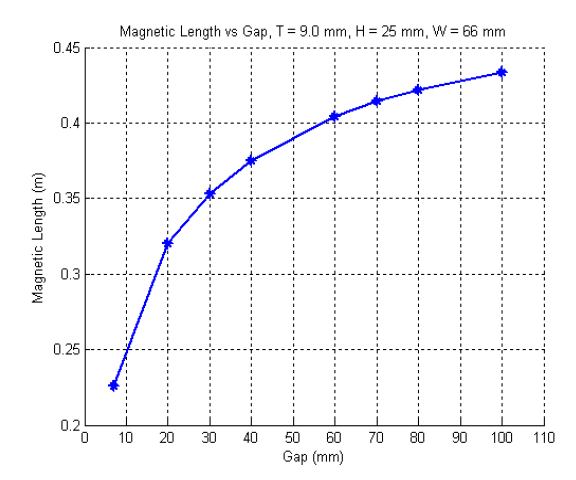 Magnetic Length vs Gap, T = 9.0 mm, H = 25 mm, W = 66 mm
0.45
0.4
0.35
0.3
0.25
0.2
Magnetic Length (m)
0 10 20 30 40 50 60 70 80 90 100 110
Gap (mm)